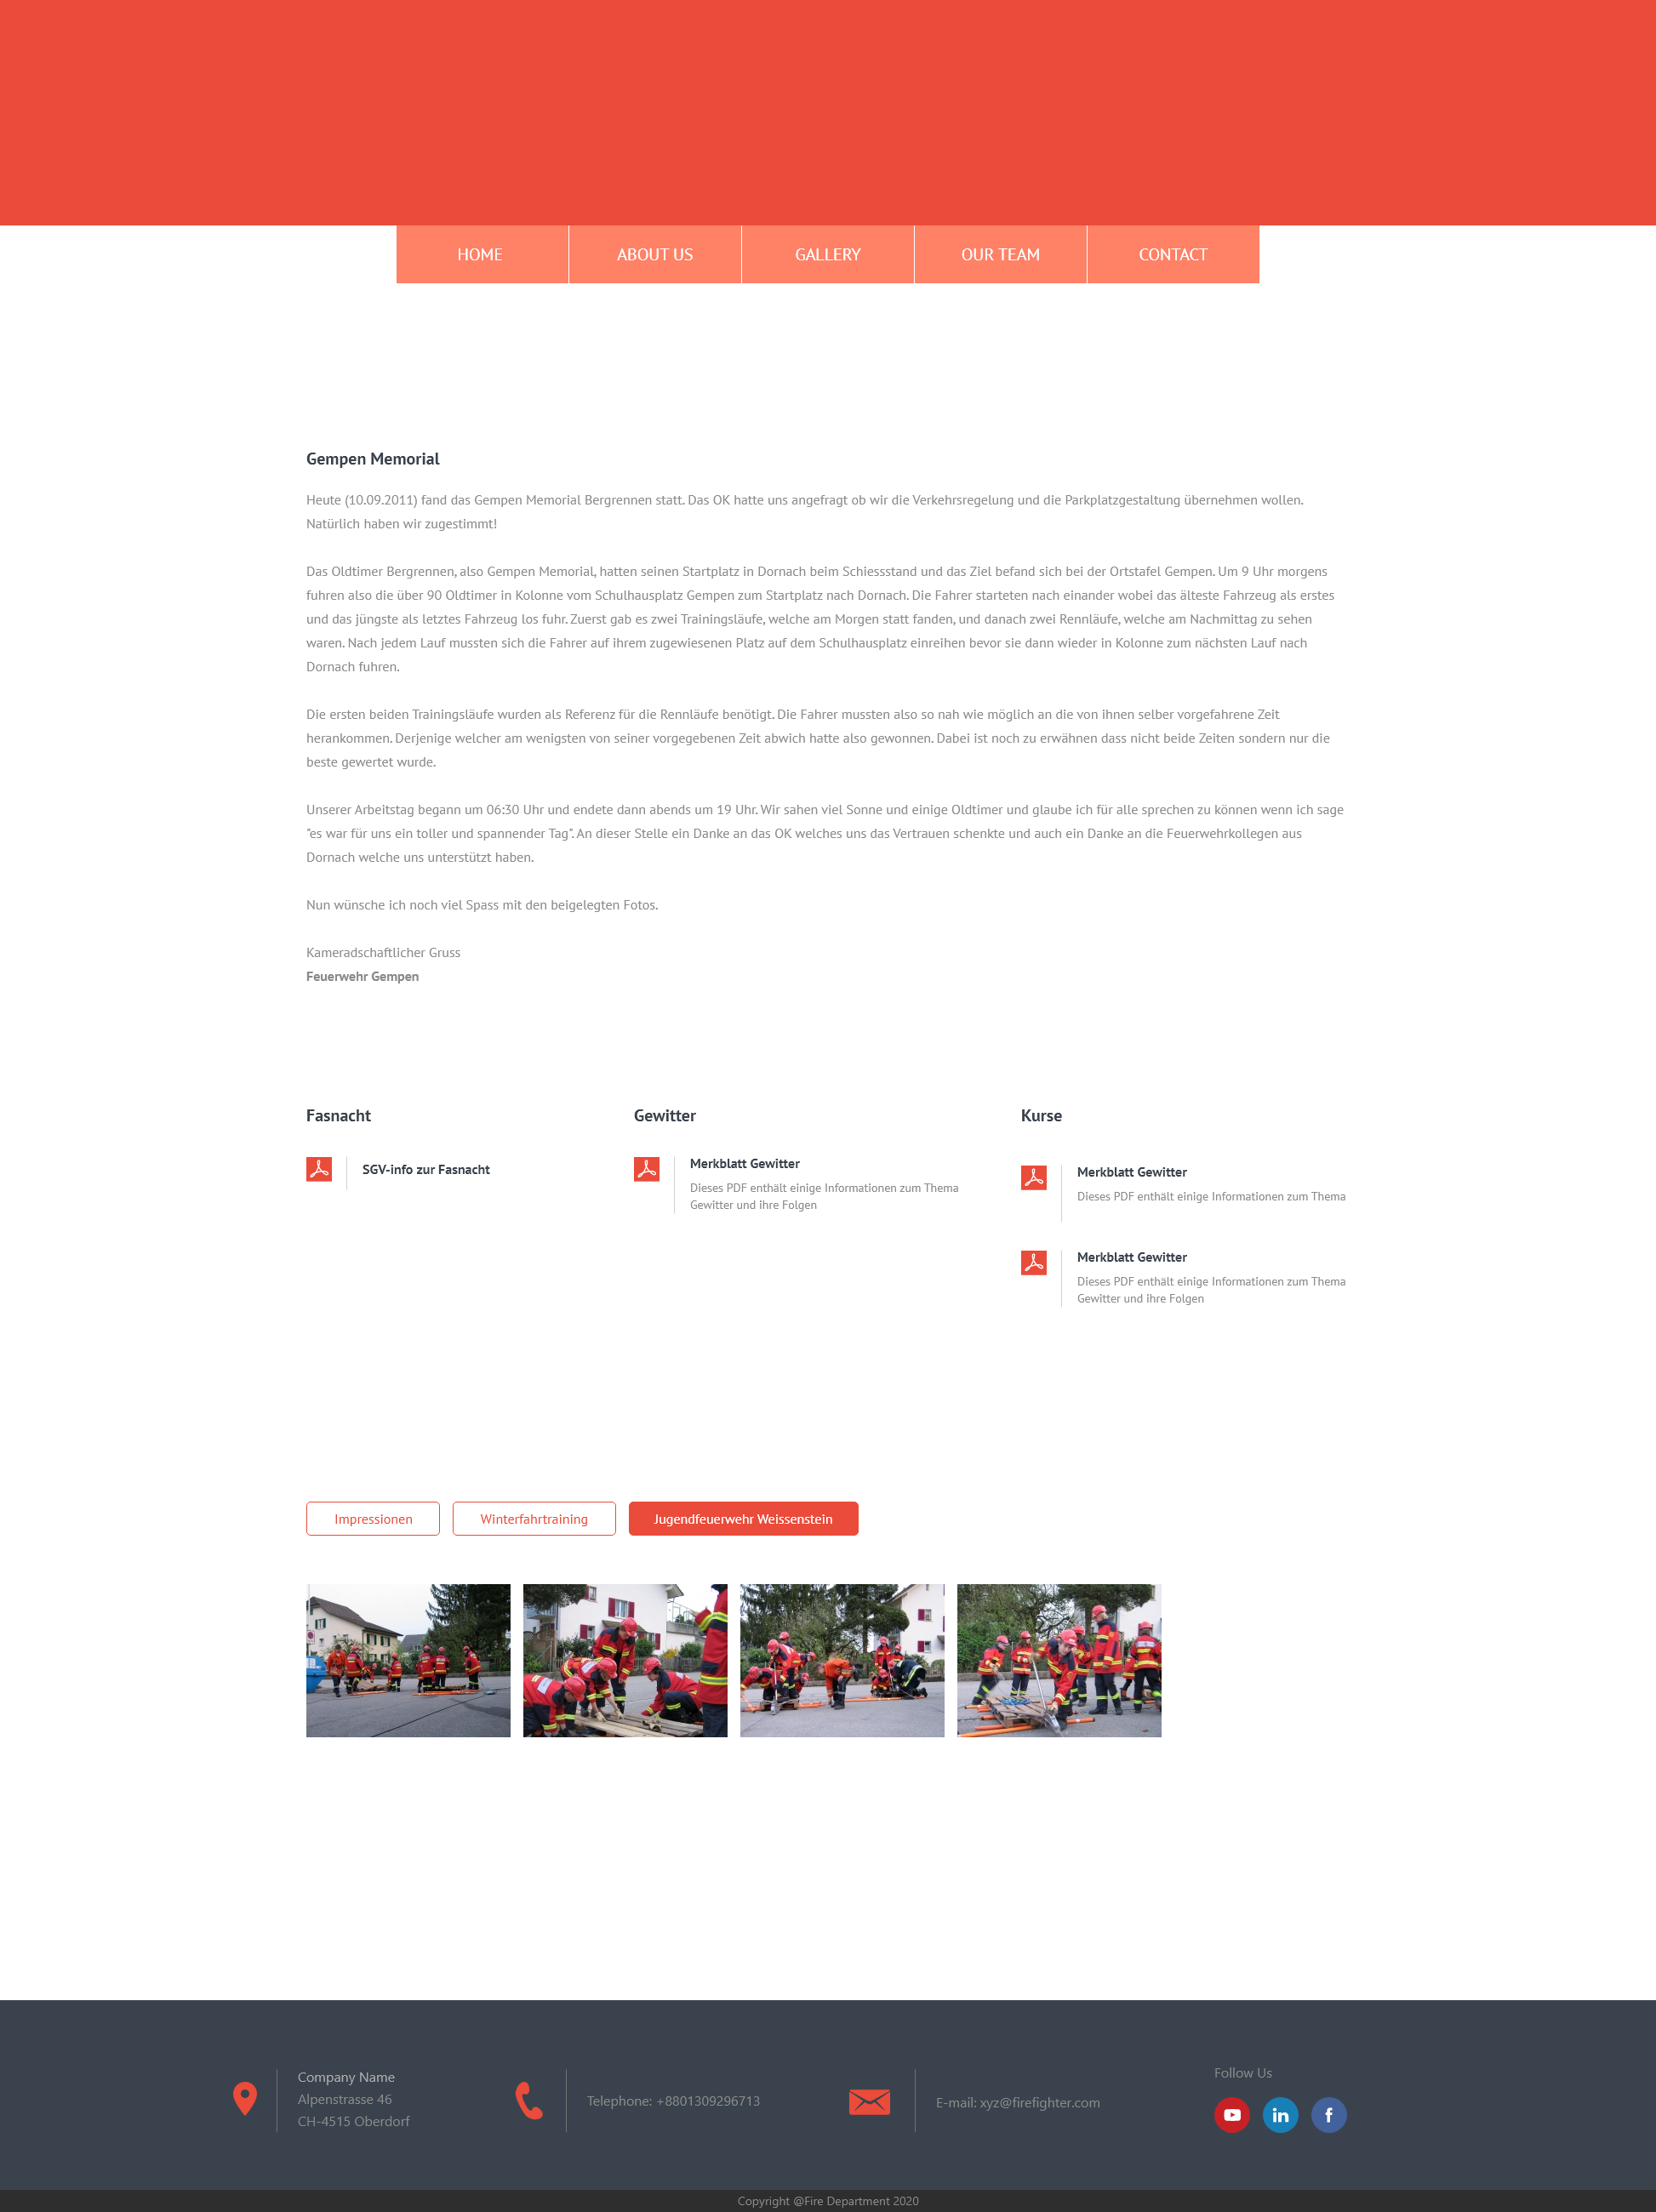 HOME
ABOUT US
GALLERY
OUR TEAM
CONTACT
Gempen Memorial
Heute (10.09.2011) fand das Gempen Memorial Bergrennen statt. Das OK hatte uns angefragt ob wir die Verkehrsregelung und die Parkplatzgestaltung übernehmen wollen.
Natürlich haben wir zugestimmt!
Das Oldtimer Bergrennen, also Gempen Memorial, hatten seinen Startplatz in Dornach beim Schiessstand und das Ziel befand sich bei der Ortstafel Gempen. Um 9 Uhr morgens
fuhren also die über 90 Oldtimer in Kolonne vom Schulhausplatz Gempen zum Startplatz nach Dornach. Die Fahrer starteten nach einander wobei das älteste Fahrzeug als erstes
und das jüngste als letztes Fahrzeug los fuhr. Zuerst gab es zwei Trainingsläufe, welche am Morgen statt fanden, und danach zwei Rennläufe, welche am Nachmittag zu sehen
waren. Nach jedem Lauf mussten sich die Fahrer auf ihrem zugewiesenen Platz auf dem Schulhausplatz einreihen bevor sie dann wieder in Kolonne zum nächsten Lauf nach
Dornach fuhren.
Die ersten beiden Trainingsläufe wurden als Referenz für die Rennläufe benötigt. Die Fahrer mussten also so nah wie möglich an die von ihnen selber vorgefahrene Zeit
herankommen. Derjenige welcher am wenigsten von seiner vorgegebenen Zeit abwich hatte also gewonnen. Dabei ist noch zu erwähnen dass nicht beide Zeiten sondern nur die
beste gewertet wurde.
Unserer Arbeitstag begann um 06:30 Uhr und endete dann abends um 19 Uhr. Wir sahen viel Sonne und einige Oldtimer und glaube ich für alle sprechen zu können wenn ich sage
"es war für uns ein toller und spannender Tag". An dieser Stelle ein Danke an das OK welches uns das Vertrauen schenkte und auch ein Danke an die Feuerwehrkollegen aus
Dornach welche uns unterstützt haben.
Nun wünsche ich noch viel Spass mit den beigelegten Fotos.
Kameradschaftlicher Gruss
Feuerwehr Gempen
Fasnacht
SGV-info zur Fasnacht
Gewitter
Merkblatt Gewitter
Dieses PDF enthält einige Informationen zum Thema
Gewitter und ihre Folgen
Kurse
Merkblatt Gewitter
Dieses PDF enthält einige Informationen zum Thema
Merkblatt Gewitter
Dieses PDF enthält einige Informationen zum Thema
Gewitter und ihre Folgen
Impressionen
Winterfahrtraining
Jugendfeuerwehr Weissenstein
Company Name
Alpenstrasse 46
CH-4515 Oberdorf
Telephone: +8801309296713
E-mail: xyz@firefighter.com
Follow Us
Copyright @Fire Department 2020